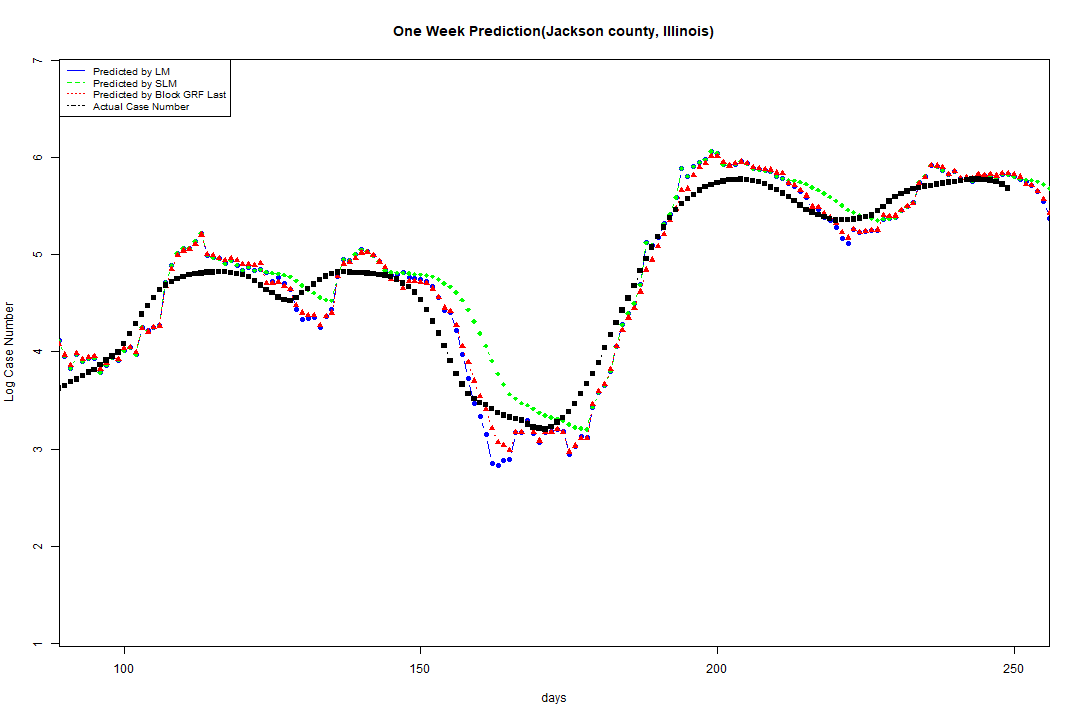 One Week Prediction(Jackson county, Illinois)
Predicted by LM
Predicted by SLM
Predicted by Block GRF Last
Actual Case Number
7
6
5
4
3
2
1
Log Case Number
100 150 200 250
days